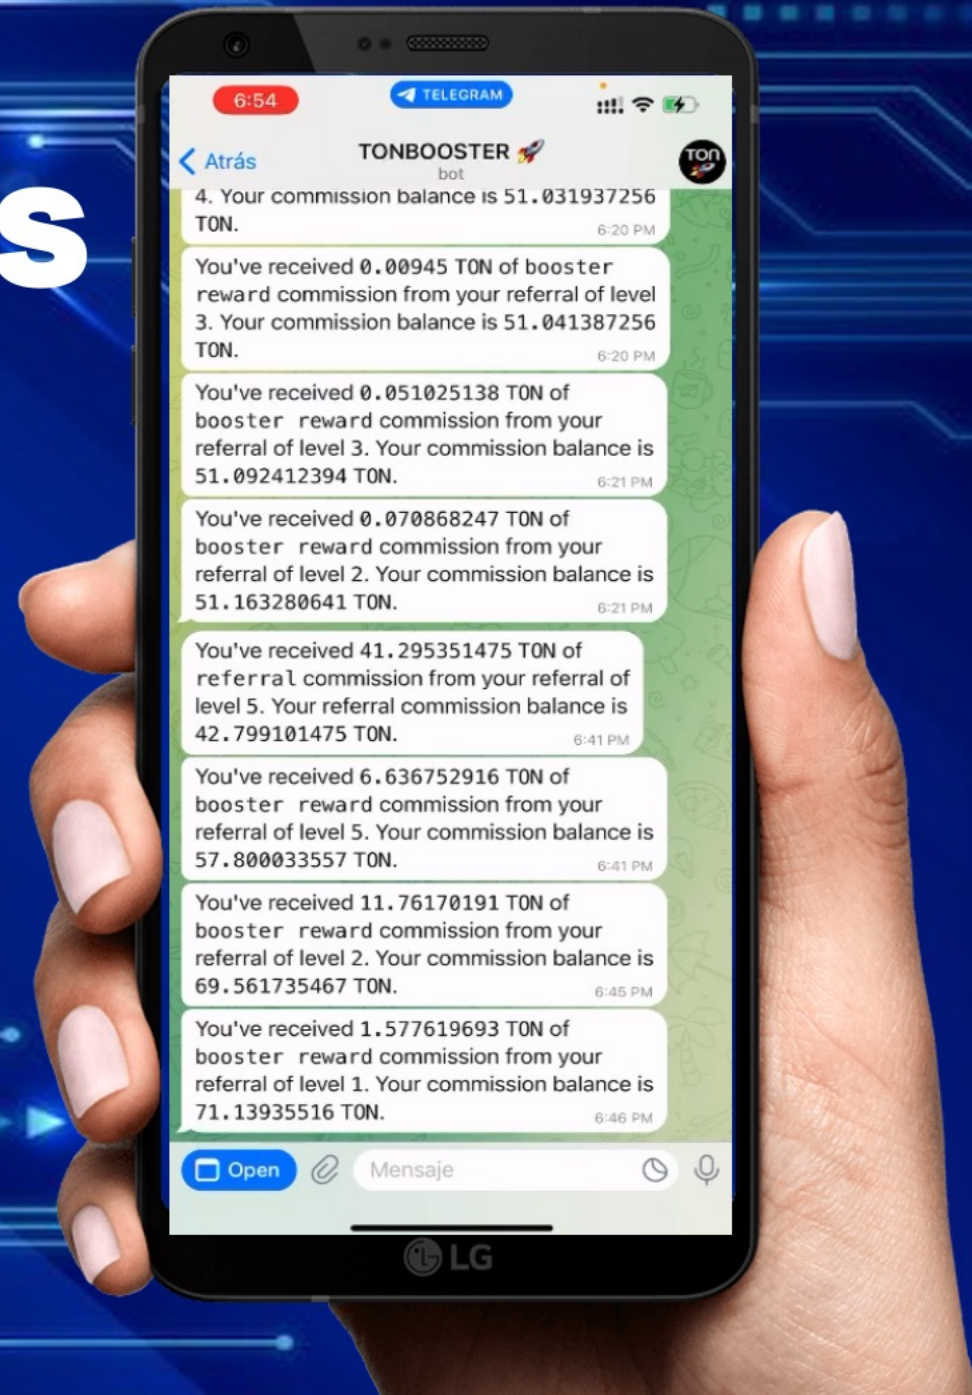 S
6:54
TELEGRAM
Atrás
TONBOOSTER
bot
TON
4. Your commission balance is 51.031937256
TON.
6:20 PM
You've received 0.00945 TON of booster
reward commission from your referral of level
3. Your commission balance is 51.041387256
TON.
6:20 PM
You've received 0.051025138 TON of
booster reward commission from your
referral of level 3. Your commission balance is
51.092412394 TON.
6:21 PM
You've received 0.070868247 TON of
booster reward commission from your
referral of level 2. Your commission balance is
51.163280641 TON.
6:21 PM
You've received 41.295351475 TON of
referral commission from your referral of
level 5. Your referral commission balance is
42.799101475 TON.
6:41 PM
You've received 6.636752916 TON of
booster reward commission from your
referral of level 5. Your commission balance is
57.800033557 TON.
6:41 PM
You've received 11.76170191 TON of
booster reward commission from your
referral of level 2. Your commission balance is
69.561735467 TON.
6:45 PM
You've received 1.577619693 TON of
booster reward commission from your
referral of level 1. Your commission balance is
71.13935516 TON.
6:46 PM
Open
Mensaje
LG